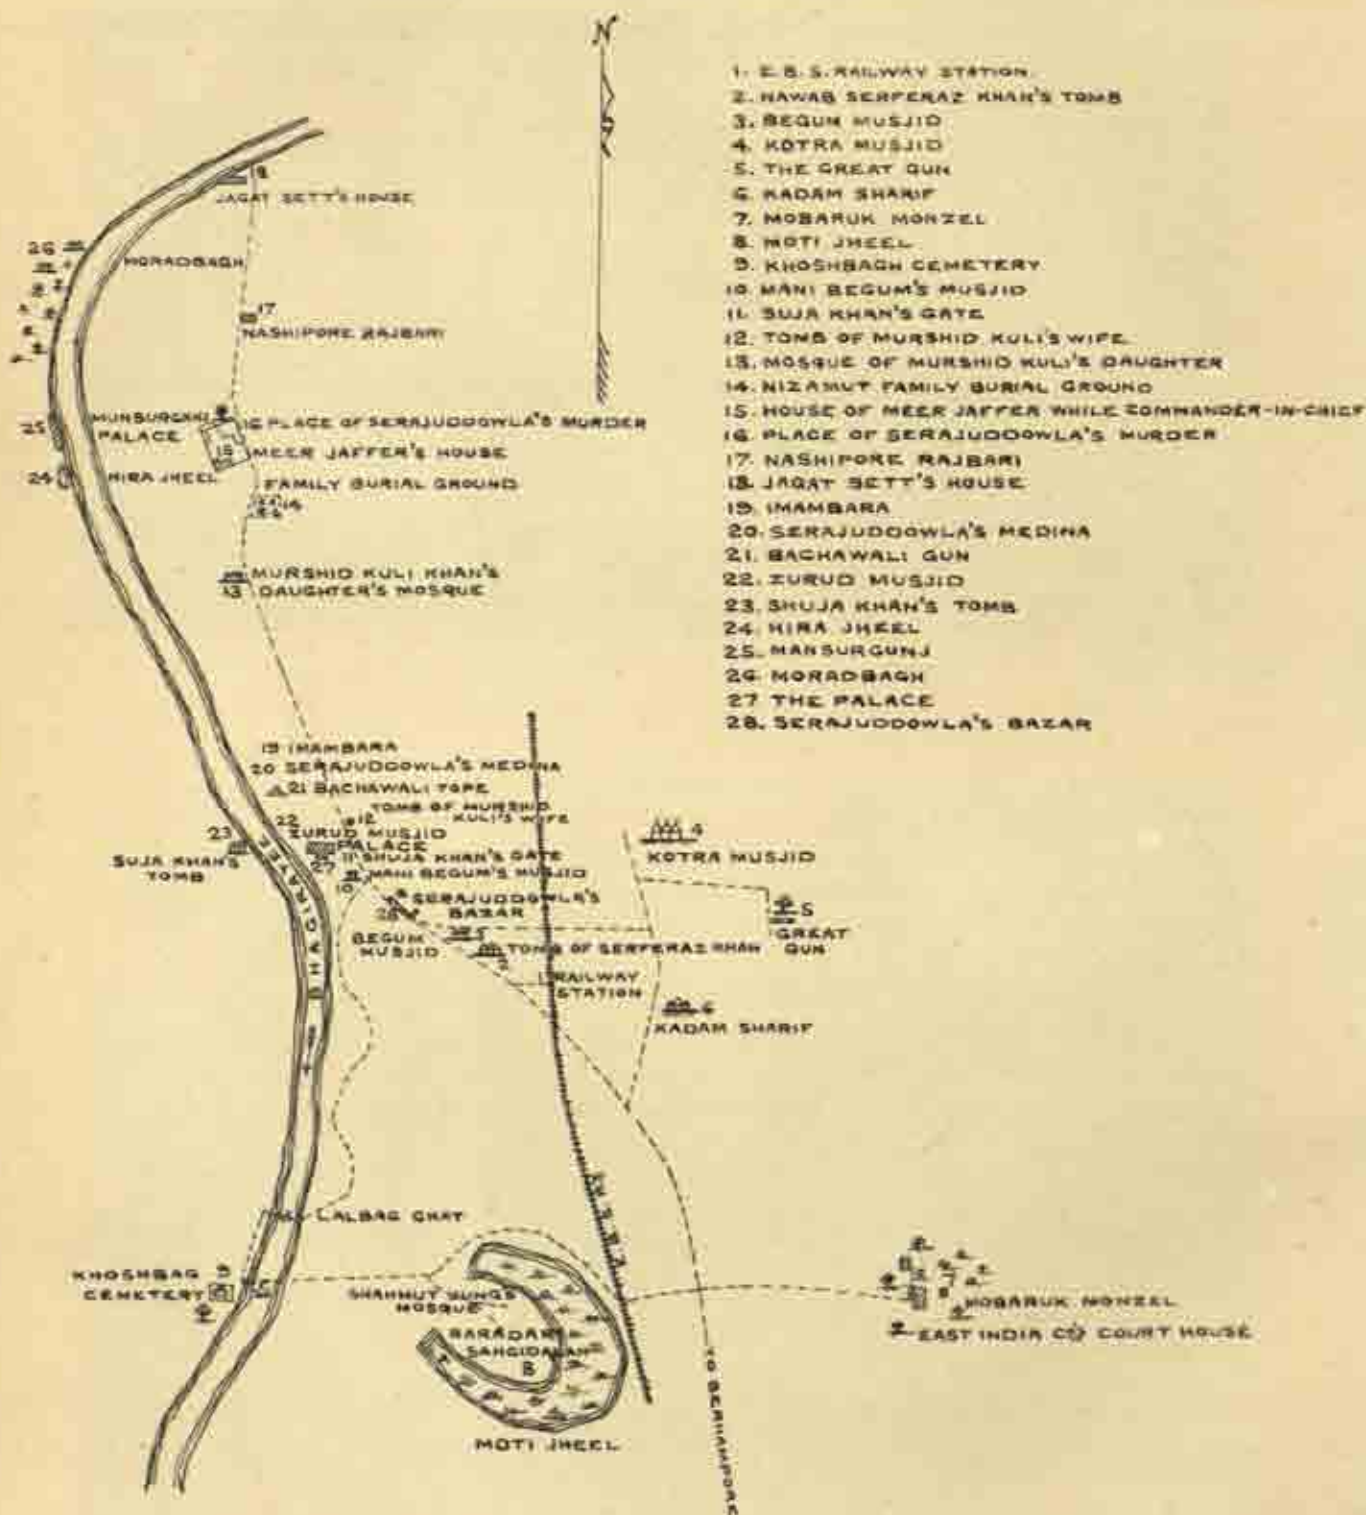 N
1. E. B. S. RAILWAY STATION
2. NAWAB SERFERAZ KHAN'S TOMB
3. BEGUM MUSJID
4. KOTRA MUSJID
5. THE GREAT GUN
6. KADAM SHARIF
7. MOBARUK MONZEL
8. MOTI JHEEL
9. KHOSHBAGH CEMETERY
10. MANI BEGUM'S MUSJID
11. SUJA KHAN'S GATE
12. TOMB OF MURSHID KULI'S WIFE
13. MOSQUE OF MURSHID KULI'S DAUGHTER
14. NIZAMUT FAMILY BURIAL GROUND
15. HOUSE OF MEER JAFFER WHILE COMMANDER-IN-CHIEF
16. PLACE OF SERAJUDDOWLA'S MURDER
17. NASHIPORE RAJBARI
18. JAGAT SETT'S HOUSE
19. IMAMBARA
20. SERAJUDDOWLA'S MEDINA
21. BACHAWALI GUN
22. ZURUD MUSJID
23. SHUJA KHAN'S TOMB
24. HIRA JHEEL
25. MANSURGUNJ
26. MORADBAGH
27 THE PALACE
28. SERAJUDDOWLA'S BAZAR
JAGAT SETT'S HOUSE
26
MORADBAGH
17
NASHIPORE RAJBARI
25
PALACE
16 PLACE OF SERAJUDDOWLA'S MURDER
15 MEER JAFFER'S HOUSE
24 HIRA JHEEL
FAMILY BURIAL GROUND
14
13 MURSHID KULI KHAN'S
DAUGHTER'S MOSQUE
19 IMAMBARA
20 SERAJUDDOWLA'S MEDINA
21 BACHAWALI TOPE
TOMB OF MURSHID
12 KULI'S WIFE
22
ZURUD MUSJID
23
SUJA KHAN'S
TOMB
PALACE
27
11 SHUJA KHAN'S GATE
10 MANI BEGUM'S MUSJID
28 SERAJUDDOWLA'S
BAZAR
BEGUM
MUSJID
TOMB OF SERFERAZ KHAN
1 RAILWAY
STATION
4
KOTRA MUSJID
5
GREAT
GUN
6
KADAM SHARIF
BHAGIRATEE
LALBAG GHAT
9
KHOSHBAG
CEMETERY
SHAHMUT JUNG'S
MOSQUE
BARADARI
SANGIDALAN
8
MOTI JHEEL
TO BERHAMPORE
7
MOBARUK MONZEL
EAST INDIA COY COURT HOUSE